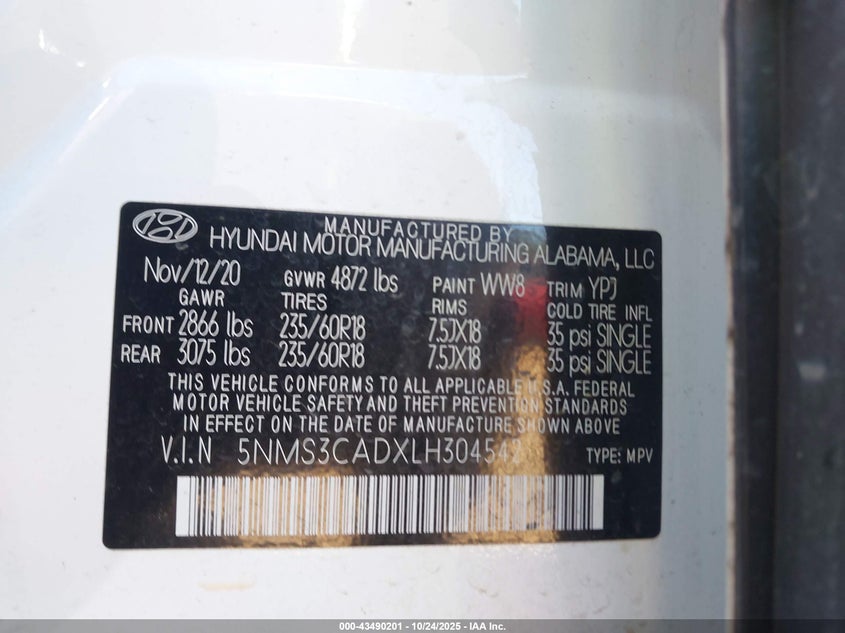 MANUFACTURED BY
HYUNDAI MOTOR MANUFACTURING ALABAMA, LLC
Nov/12/20 GVWR 4872 lbs PAINT WW8 TRIM YPJ
GAWR TIRES RIMS COLD TIRE INFL
FRONT 2866 lbs 235/60R18 7.5JX18 35 psi SINGLE
REAR 3075 lbs 235/60R18 7.5JX18 35 psi SINGLE
THIS VEHICLE CONFORMS TO ALL APPLICABLE U.S.A. FEDERAL
MOTOR VEHICLE SAFETY AND THEFT PREVENTION STANDARDS
IN EFFECT ON THE DATE OF MANUFACTURE SHOWN ABOVE
V.I.N 5NMS3CADXLH304542 TYPE: MPV
000-43490201 - 10/24/2025 - IAA Inc.